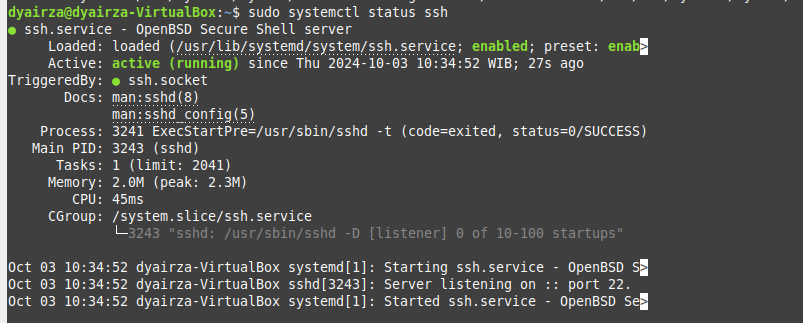 dyairza@dyairza-VirtualBox:~$ sudo systemctl status ssh
● ssh.service - OpenBSD Secure Shell server
Loaded: loaded (/usr/lib/systemd/system/ssh.service; enabled; preset: enab>
Active: active (running) since Thu 2024-10-03 10:34:52 WIB; 27s ago
TriggeredBy: ● ssh.socket
Docs: man:sshd(8)
man:sshd_config(5)
Process: 3241 ExecStartPre=/usr/sbin/sshd -t (code=exited, status=0/SUCCESS)
Main PID: 3243 (sshd)
Tasks: 1 (limit: 2041)
Memory: 2.0M (peak: 2.3M)
CPU: 45ms
CGroup: /system.slice/ssh.service
└─3243 "sshd: /usr/sbin/sshd -D [listener] 0 of 10-100 startups"
Oct 03 10:34:52 dyairza-VirtualBox systemd[1]: Starting ssh.service - OpenBSD S>
Oct 03 10:34:52 dyairza-VirtualBox sshd[3243]: Server listening on :: port 22.
Oct 03 10:34:52 dyairza-VirtualBox systemd[1]: Started ssh.service - OpenBSD Se>